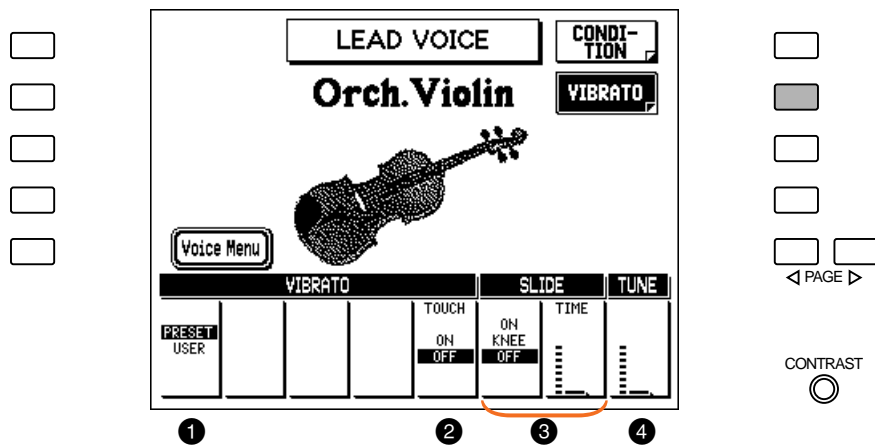 LEAD VOICE
CONDI-
TION
Orch.Violin
VIBRATO
Voice Menu
PAGE
VIBRATO SLIDE TUNE
TOUCH TIME
ON
PRESET ON KNEE
USER OFF OFF
CONTRAST
1 2 3 4